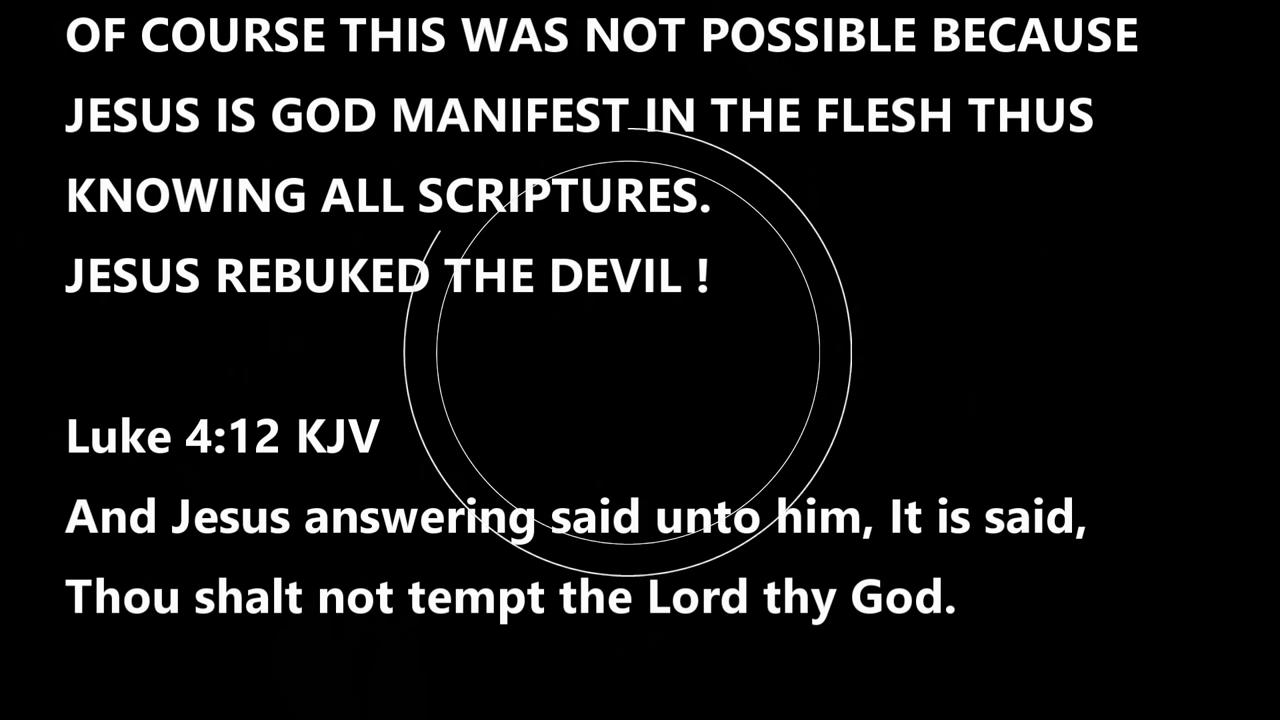 OF COURSE THIS WAS NOT POSSIBLE BECAUSE
JESUS IS GOD MANIFEST IN THE FLESH THUS
KNOWING ALL SCRIPTURES.
JESUS REBUKED THE DEVIL !
Luke 4:12 KJV
And Jesus answering said unto him, It is said,
Thou shalt not tempt the Lord thy God.